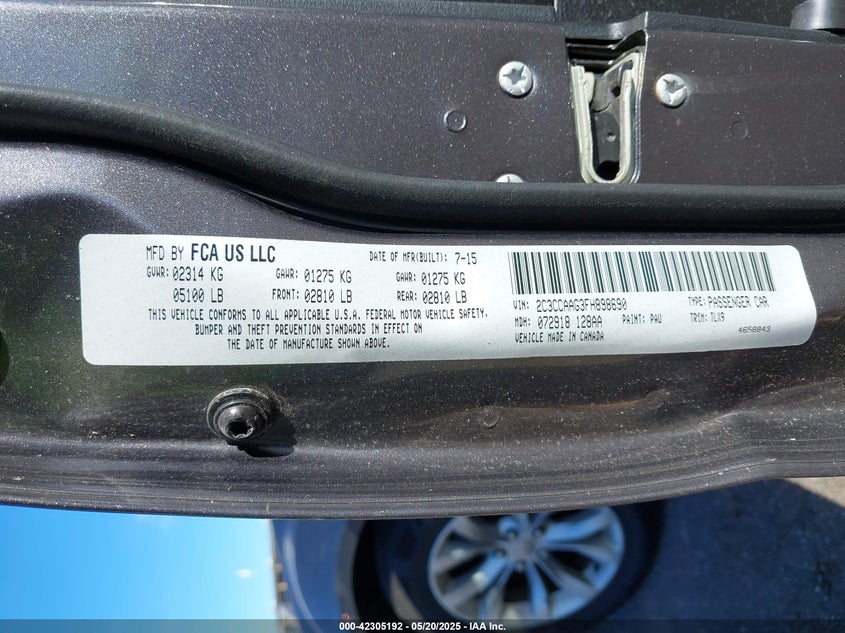 MFD BY FCA US LLC DATE OF MFR(BUILT): 7-15
GVWR: 02314 KG GAWR: 01275 KG GAWR: 01275 KG
05100 LB FRONT: 02810 LB REAR: 02810 LB
THIS VEHICLE CONFORMS TO ALL APPLICABLE U.S.A. FEDERAL MOTOR VEHICLE SAFETY,
BUMPER AND THEFT PREVENTION STANDARDS IN EFFECT ON
THE DATE OF MANUFACTURE SHOWN ABOVE.
VIN: 2C3CCAAG3FH898690 TYPE: PASSENGER CAR
MDH: 072918 128AA PAINT: PAU TRIM: TLX9
VEHICLE MADE IN CANADA 4658843
000-42305192 - 05/20/2025 - IAA Inc.